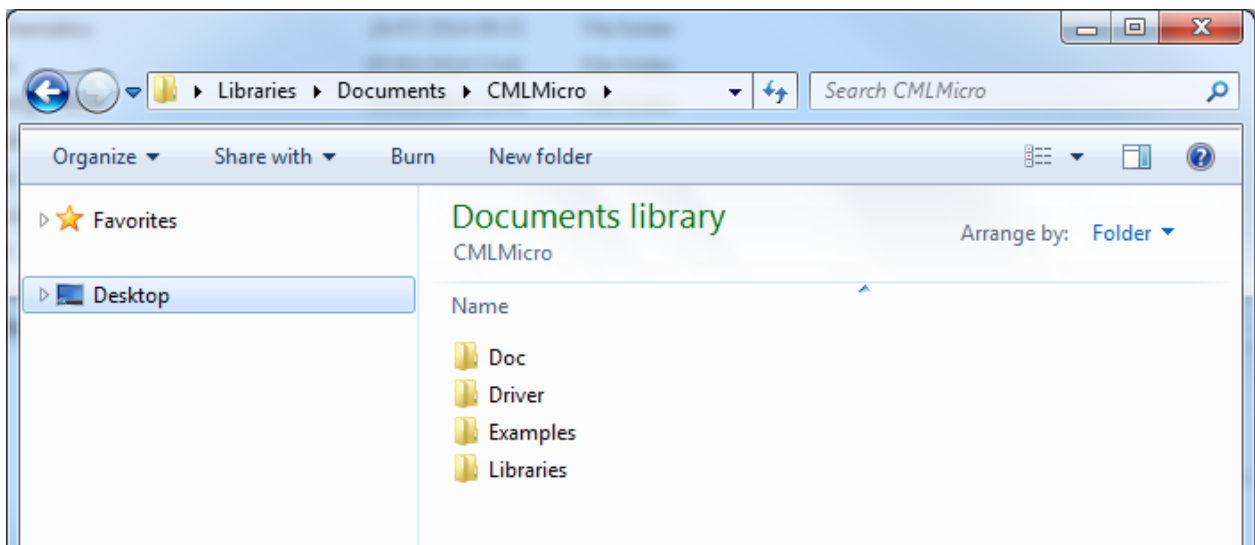 Libraries Documents CMLMicro
Search CMLMicro
Organize Share with Burn New folder
Favorites
Documents library
Arrange by: Folder
CMLMicro
Desktop
Name
Doc
Driver
Examples
Libraries